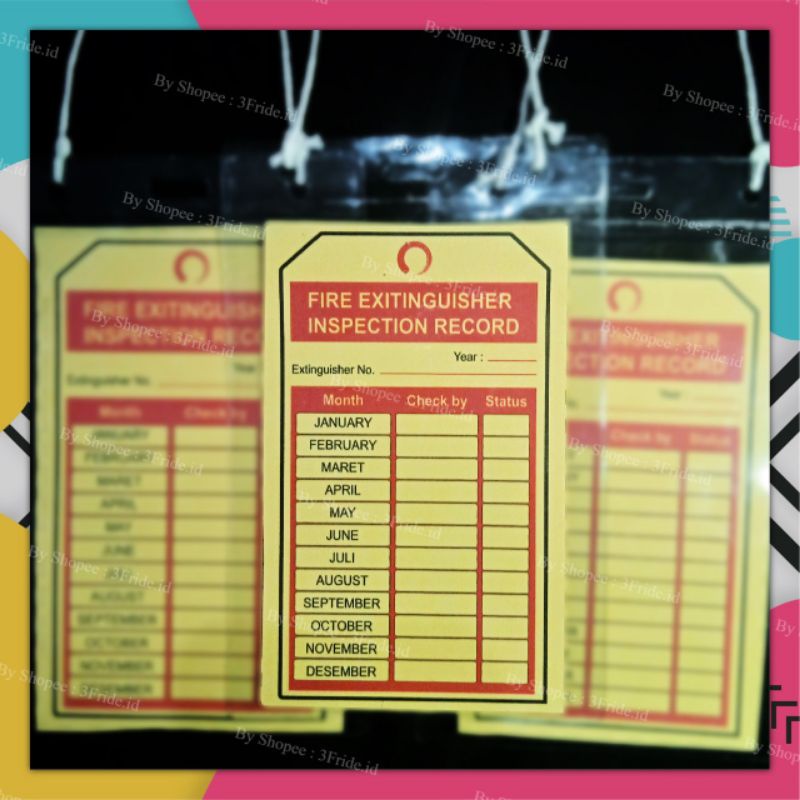 By Shopee : 3Fride.id
FIRE EXITINGUISHER
INSPECTION RECORD
Year :
Extinguisher No.
Month Check by Status
JANUARY
FEBRUARY
MARET
APRIL
MAY
JUNE
JULI
AUGUST
SEPTEMBER
OCTOBER
NOVEMBER
DESEMBER